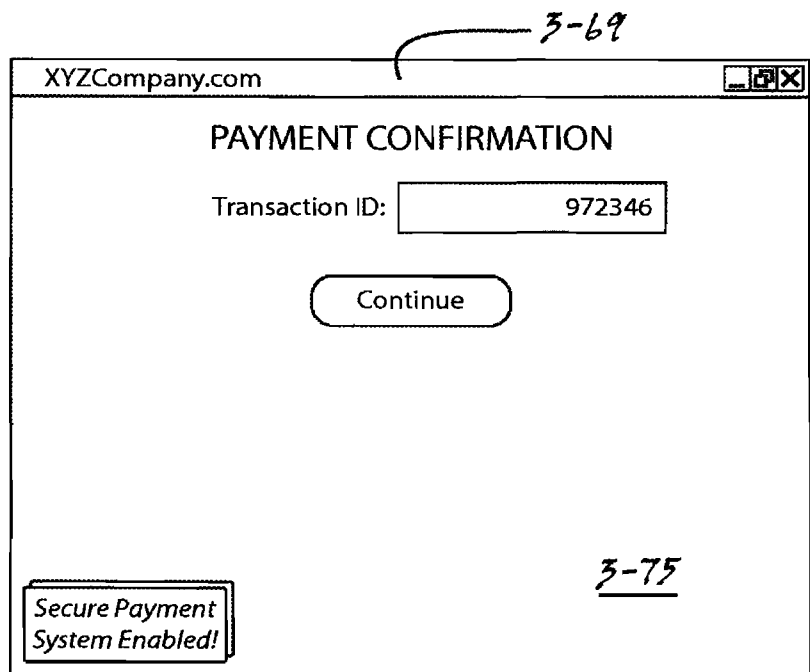 3-69
XYZCompany.com
PAYMENT CONFIRMATION
Transaction ID: 972346
Continue
3-75
Secure Payment
System Enabled!